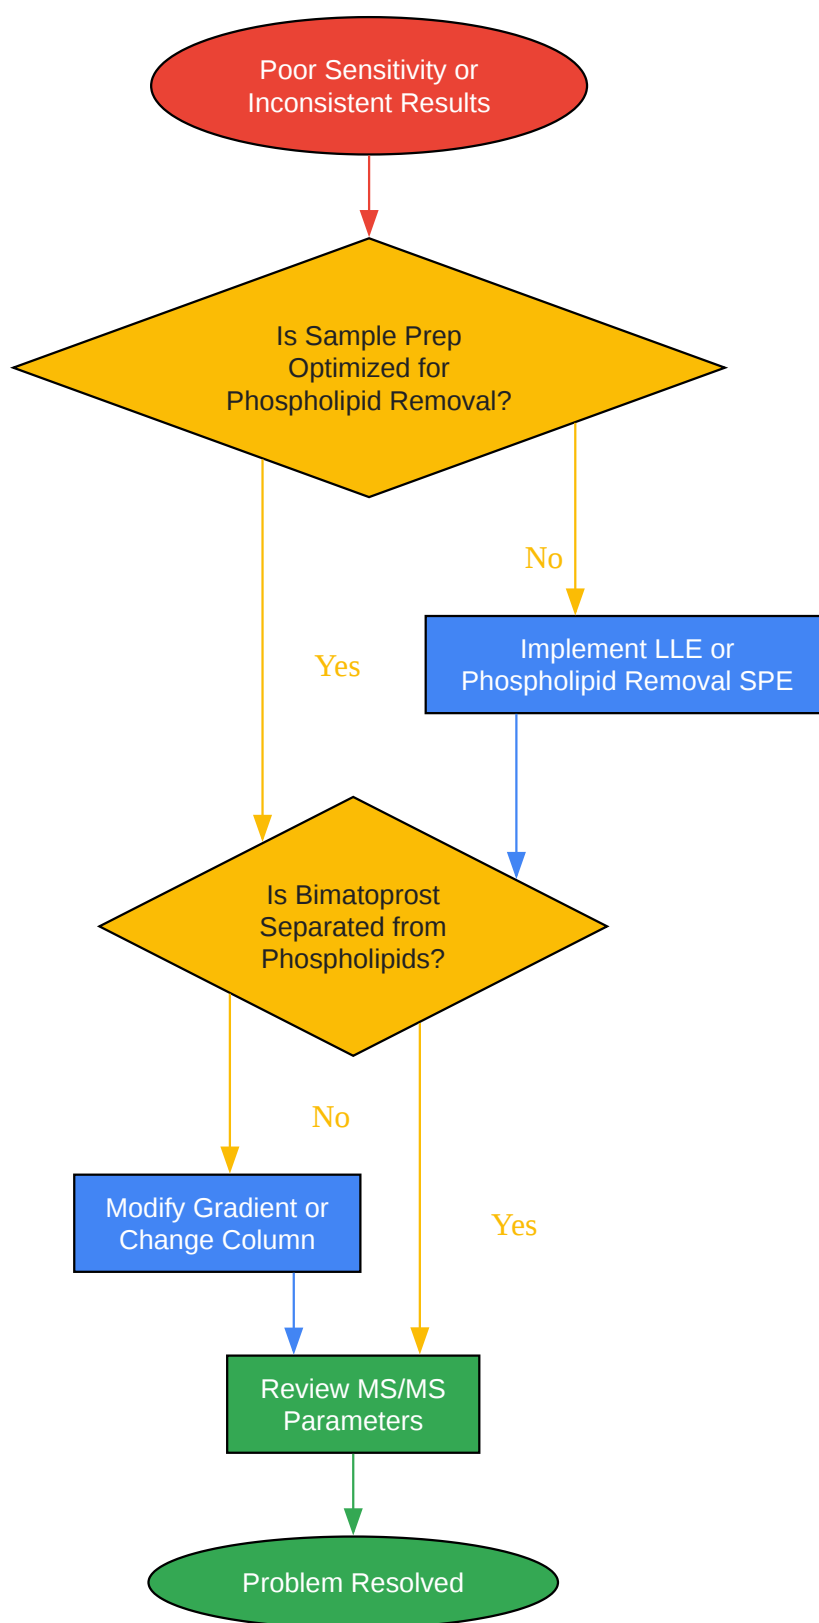 Poor Sensitivity or
Inconsistent Results
Is Sample Prep
Optimized for
Phospholipid Removal?
No
Implement LLE or
Phospholipid Removal SPE
Yes
Is Bimatoprost
Separated from
Phospholipids?
No
Modify Gradient or
Change Column
Yes
Review MS/MS
Parameters
Problem Resolved